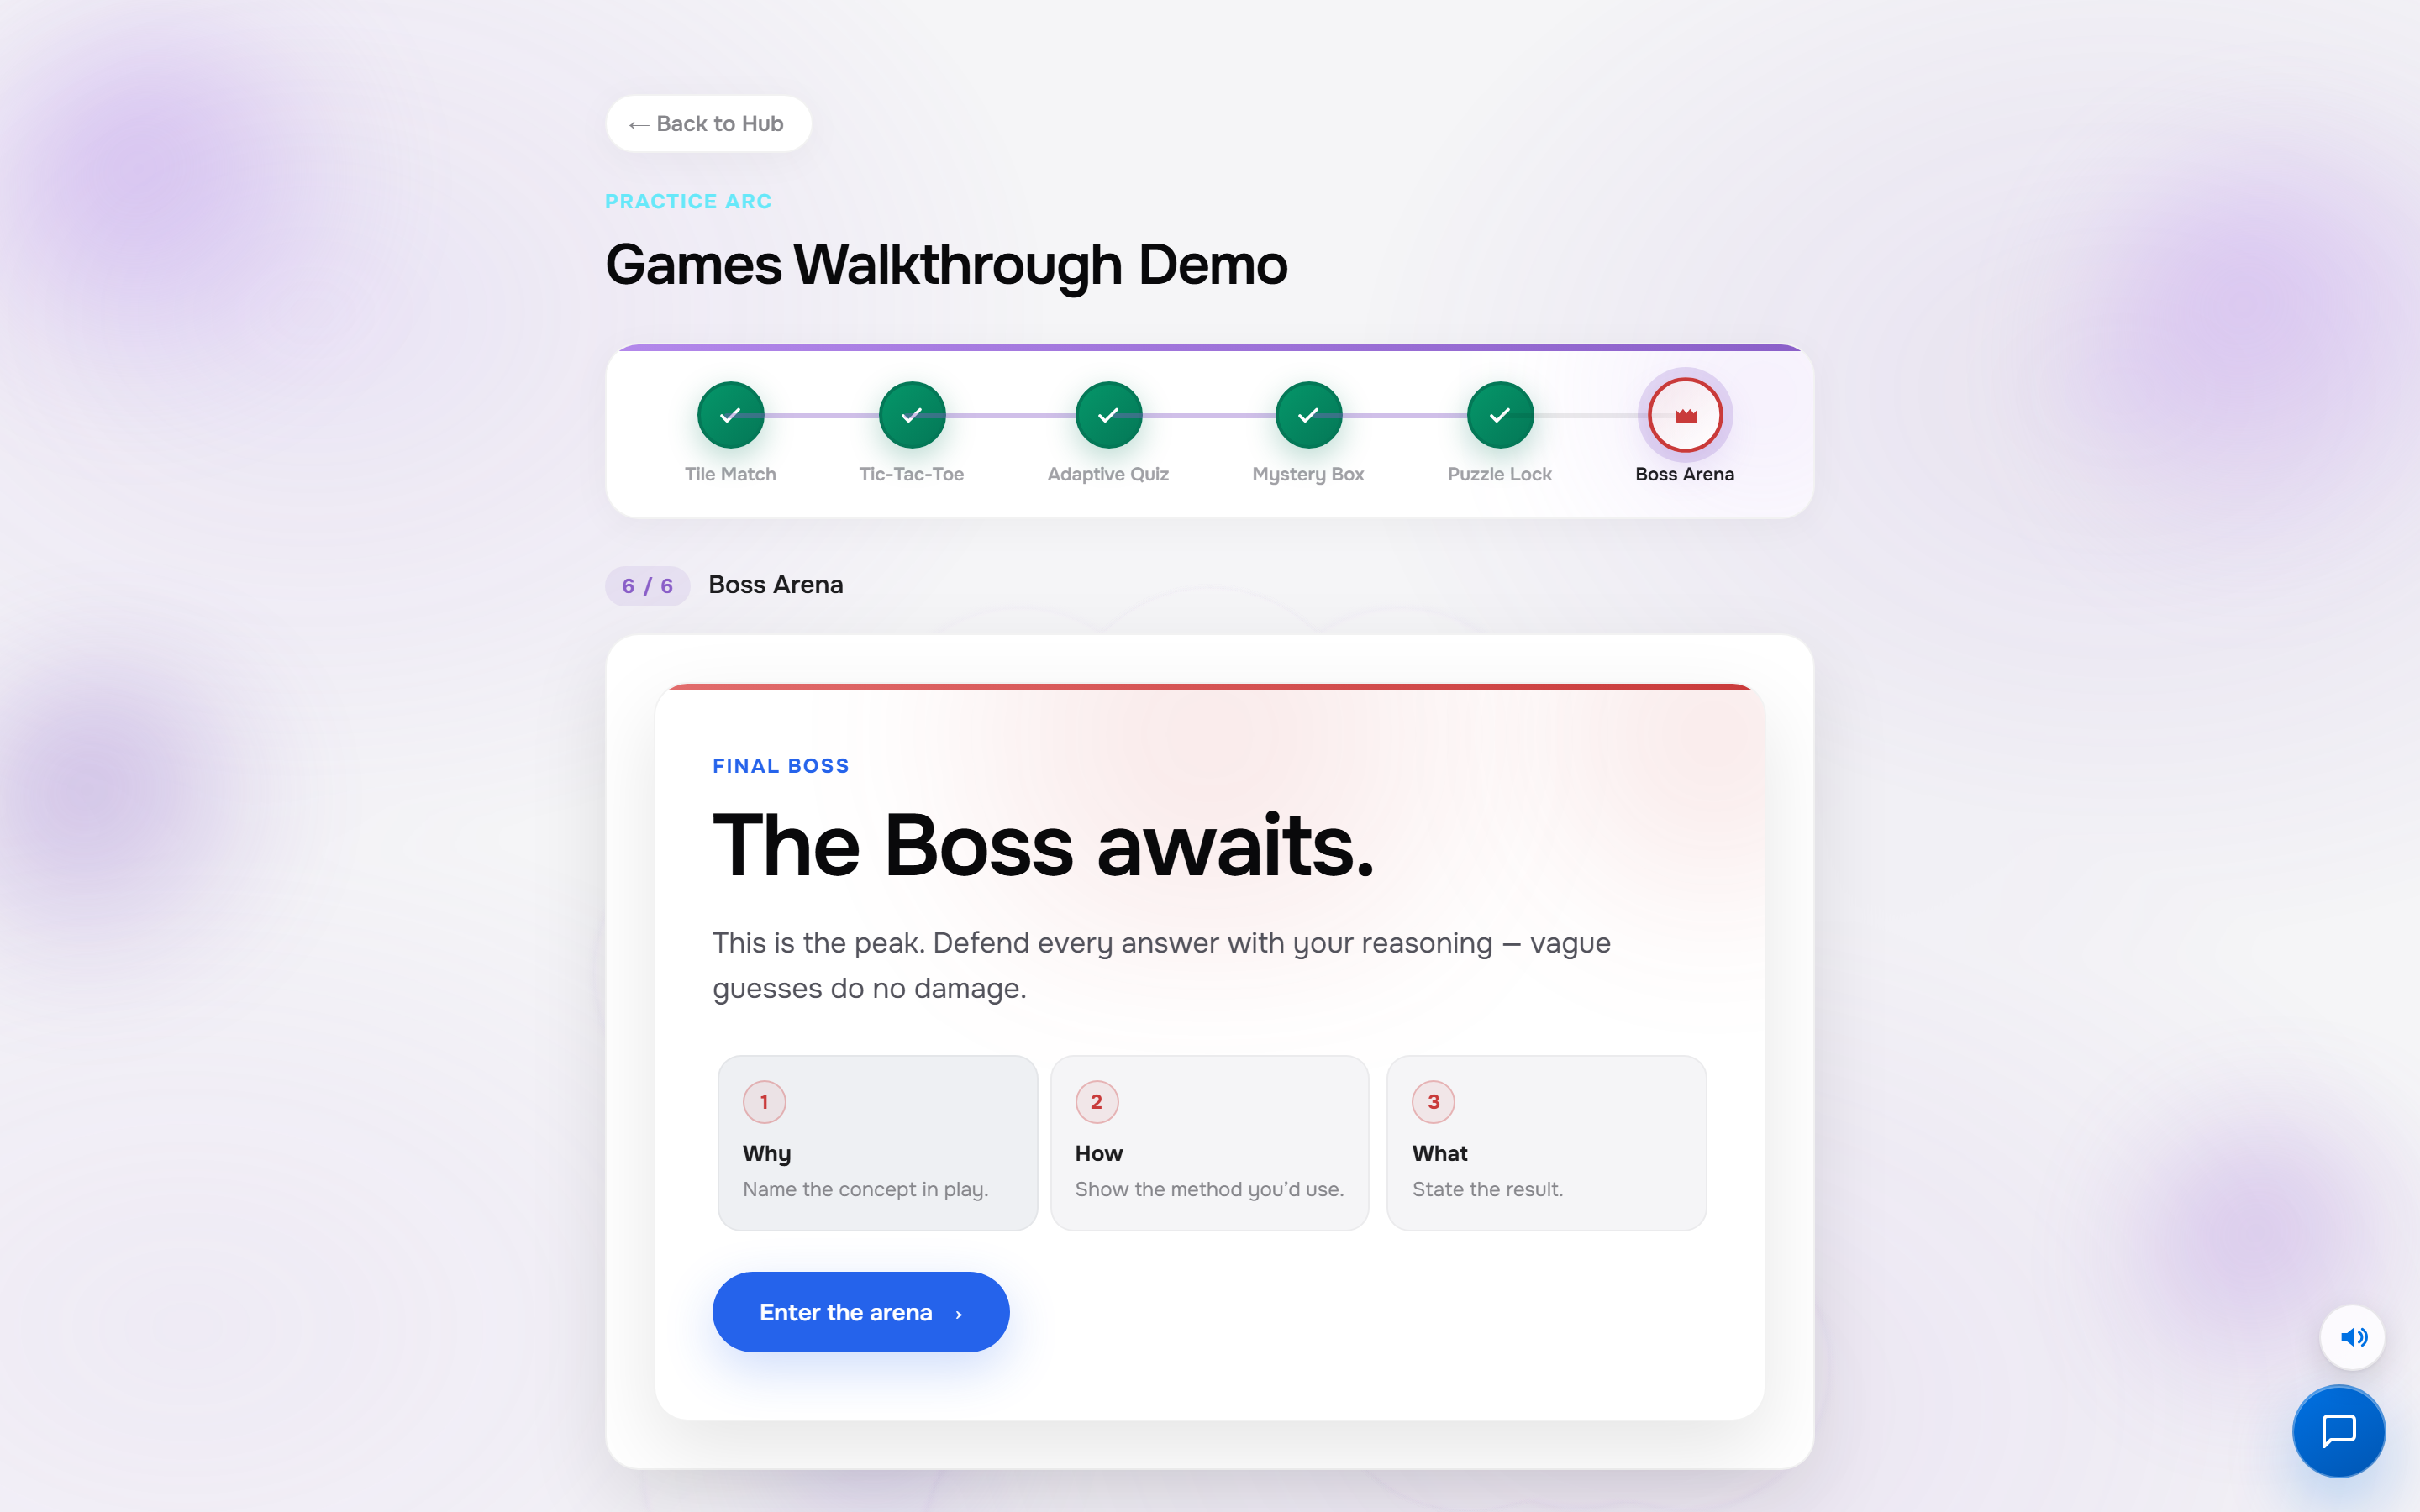 ← Back to Hub
PRACTICE ARC
Games Walkthrough Demo
Tile Match
Tic-Tac-Toe
Adaptive Quiz
Mystery Box
Puzzle Lock
Boss Arena
6 / 6
Boss Arena
FINAL BOSS
The Boss awaits.
This is the peak. Defend every answer with your reasoning — vague
guesses do no damage.
1
Why
Name the concept in play.
2
How
Show the method you’d use.
3
What
State the result.
Enter the arena →